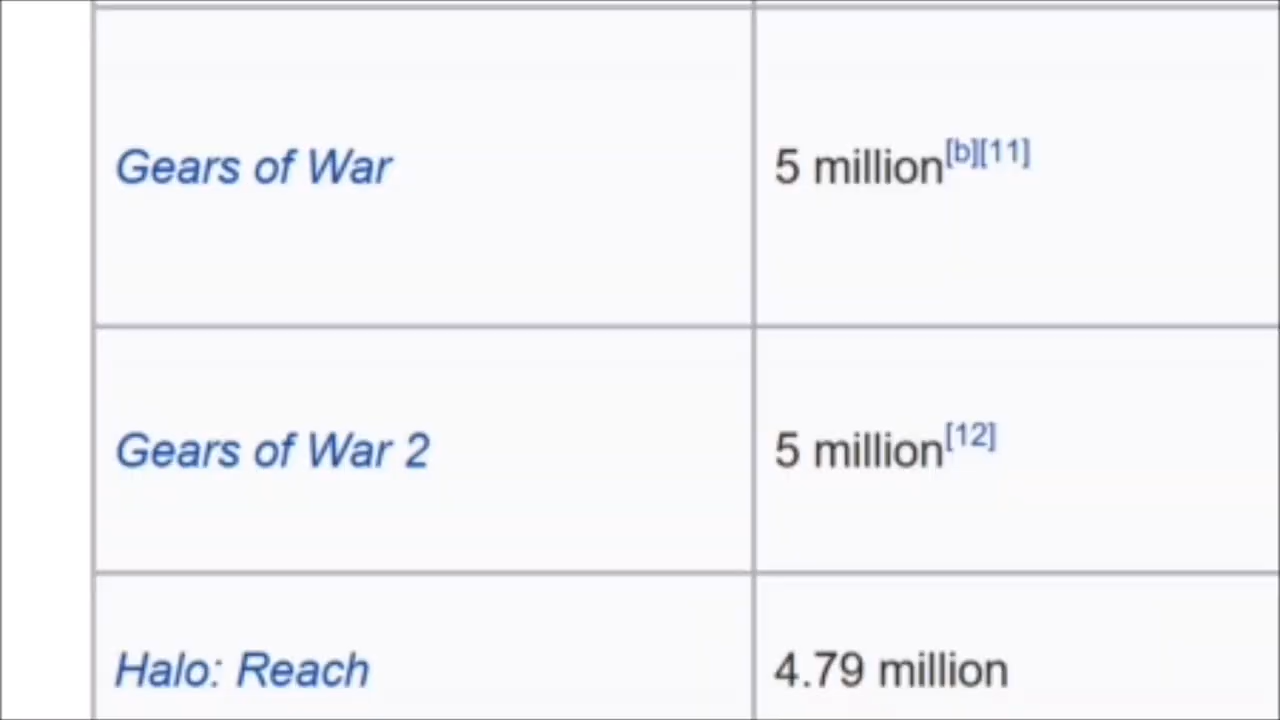 Gears of War 5 million[b][11]
Gears of War 2 5 million[12]
Halo: Reach 4.79 million